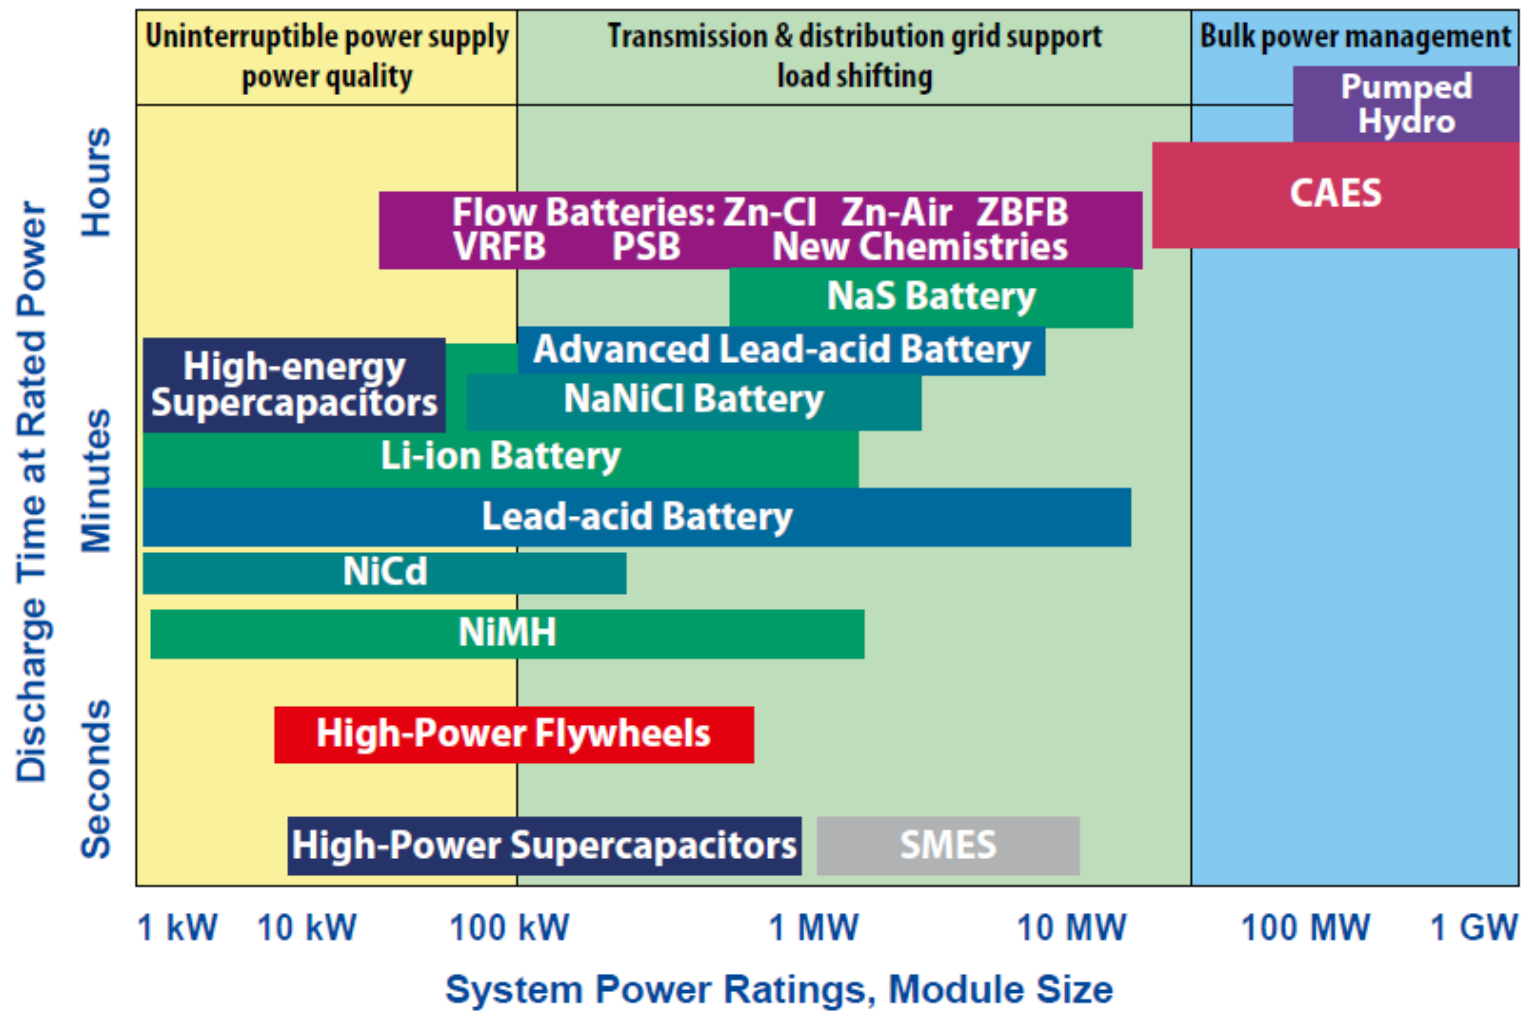 Uninterruptible power supply
power quality
Transmission & distribution grid support
load shifting
Bulk power management
Pumped
Hydro
CAES
Flow Batteries: Zn-Cl Zn-Air ZBFB
VRFB PSB New Chemistries
NaS Battery
Advanced Lead-acid Battery
High-energy
Supercapacitors
NaNiCl Battery
Li-ion Battery
Lead-acid Battery
NiCd
NiMH
High-Power Flywheels
High-Power Supercapacitors
SMES
Discharge Time at Rated Power
Hours
Minutes
Seconds
1 kW 10 kW 100 kW 1 MW 10 MW 100 MW 1 GW
System Power Ratings, Module Size